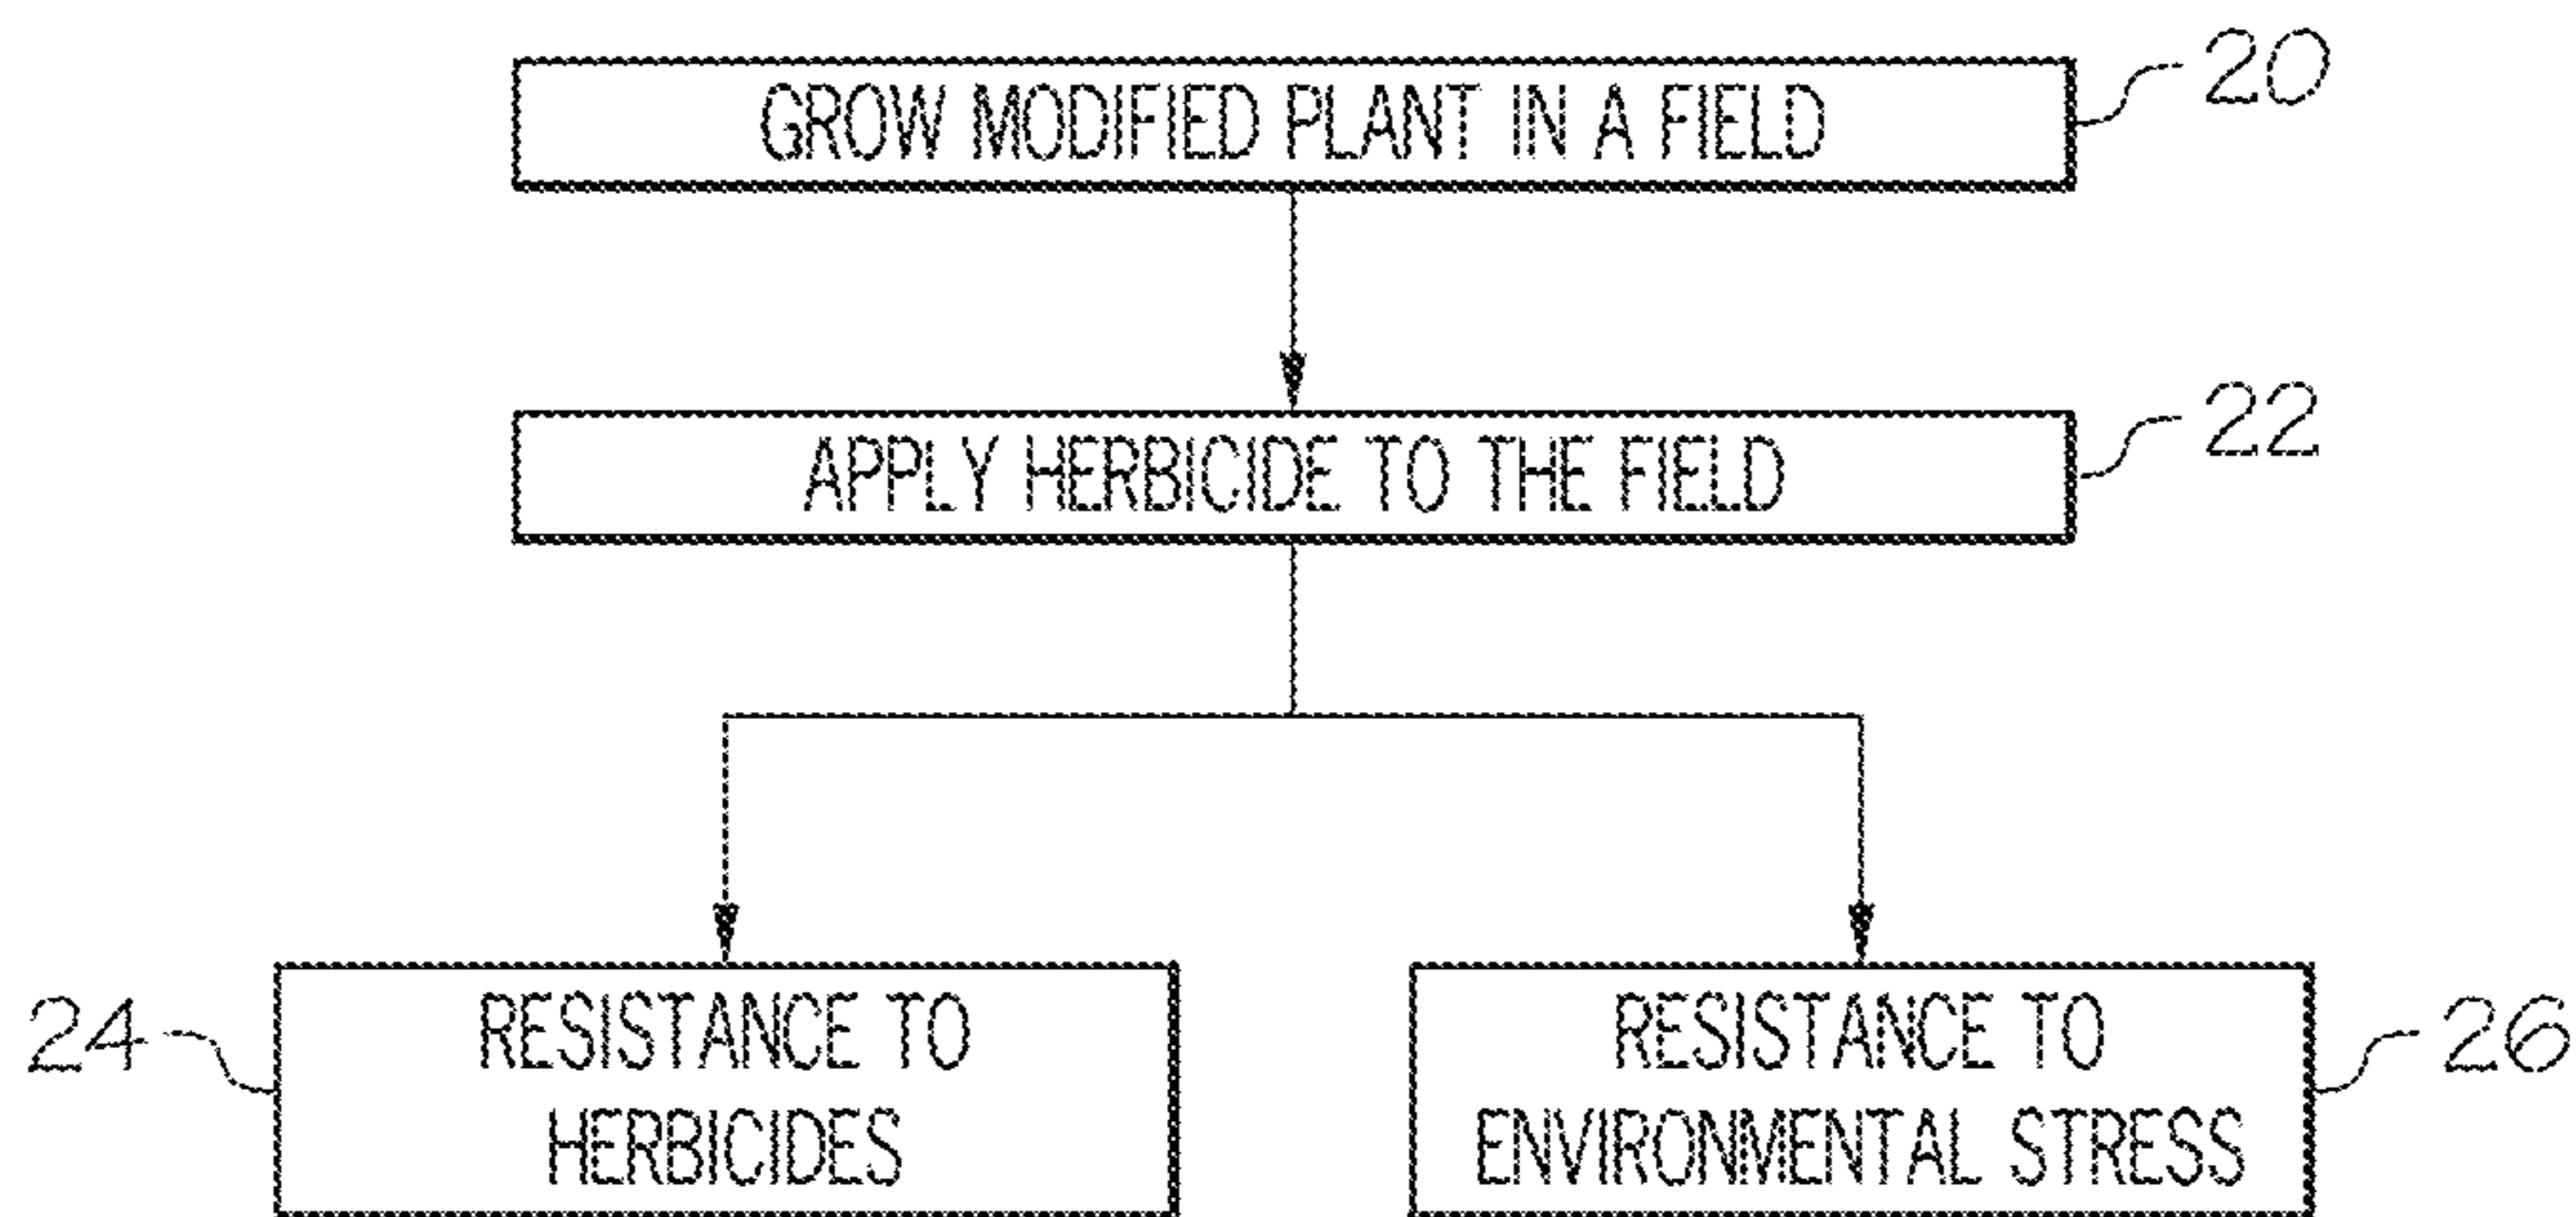 GROW MODIFIED PLANT IN A FIELD
20
APPLY HERBICIDE TO THE FIELD
22
24
RESISTANCE TO
HERBICIDES
RESISTANCE TO
ENVIRONMENTAL STRESS
26